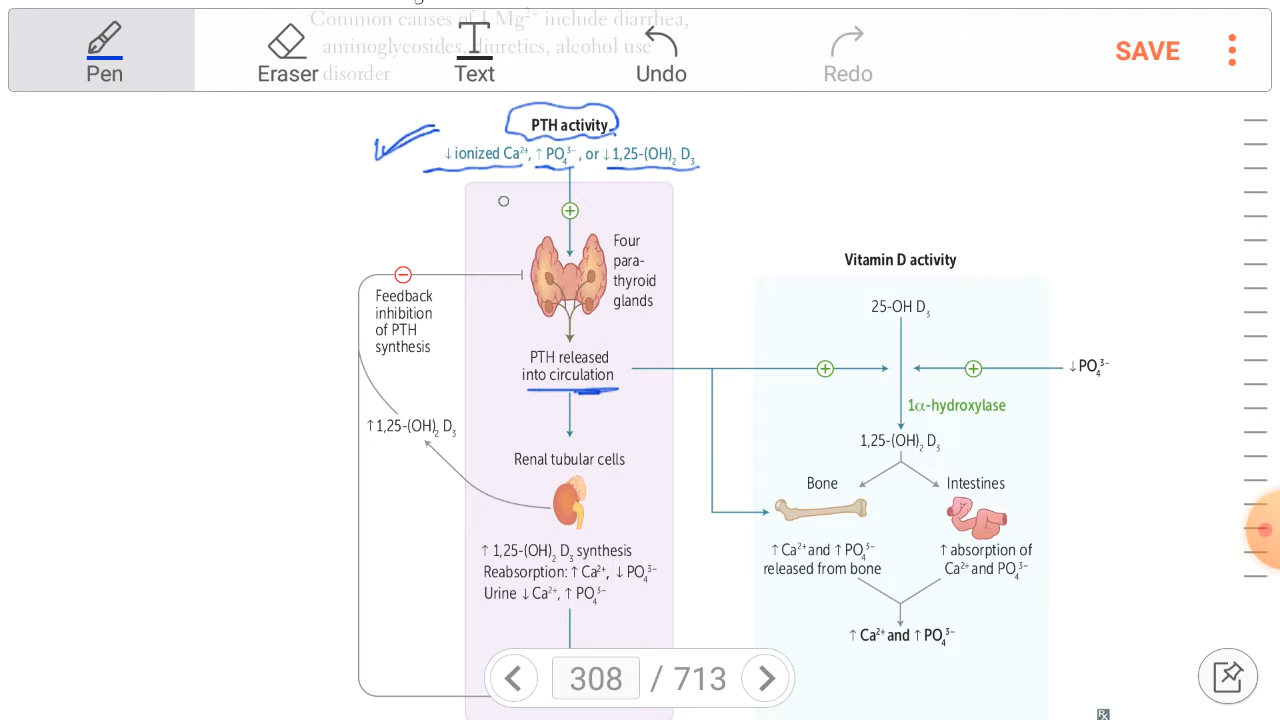 Common causes of ↓ Mg²⁺ include diarrhea,
aminoglycosides, diuretics, alcohol use
disorder
Pen
Eraser
Text
Undo
Redo
SAVE
PTH activity
↓ ionized Ca²⁺, ↑ PO₄³⁻, or ↓ 1,25-(OH)₂ D₃
Four
para-
thyroid
glands
Feedback
inhibition
of PTH
synthesis
PTH released
into circulation
↑ 1,25-(OH)₂ D₃
Renal tubular cells
↑ 1,25-(OH)₂ D₃ synthesis
Reabsorption: ↑ Ca²⁺, ↓ PO₄³⁻
Urine ↓ Ca²⁺, ↑ PO₄³⁻
Vitamin D activity
25-OH D₃
↓ PO₄³⁻
1α-hydroxylase
1,25-(OH)₂ D₃
Bone
Intestines
↑ Ca²⁺ and ↑ PO₄³⁻
released from bone
↑ absorption of
Ca²⁺ and PO₄³⁻
↑ Ca²⁺ and ↑ PO₄³⁻
308 / 713